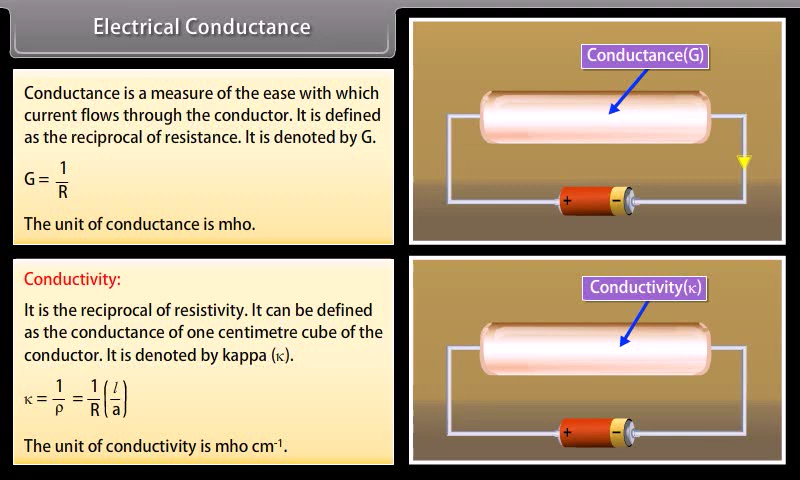 Electrical Conductance
Conductance is a measure of the ease with which
current flows through the conductor. It is defined
as the reciprocal of resistance. It is denoted by G.
G = 1/R
The unit of conductance is mho.
Conductance(G)
+ −
Conductivity:
It is the reciprocal of resistivity. It can be defined
as the conductance of one centimetre cube of the
conductor. It is denoted by kappa (κ).
κ = 1/ρ = 1/R (l/a)
The unit of conductivity is mho cm⁻¹.
Conductivity(κ)
+ −